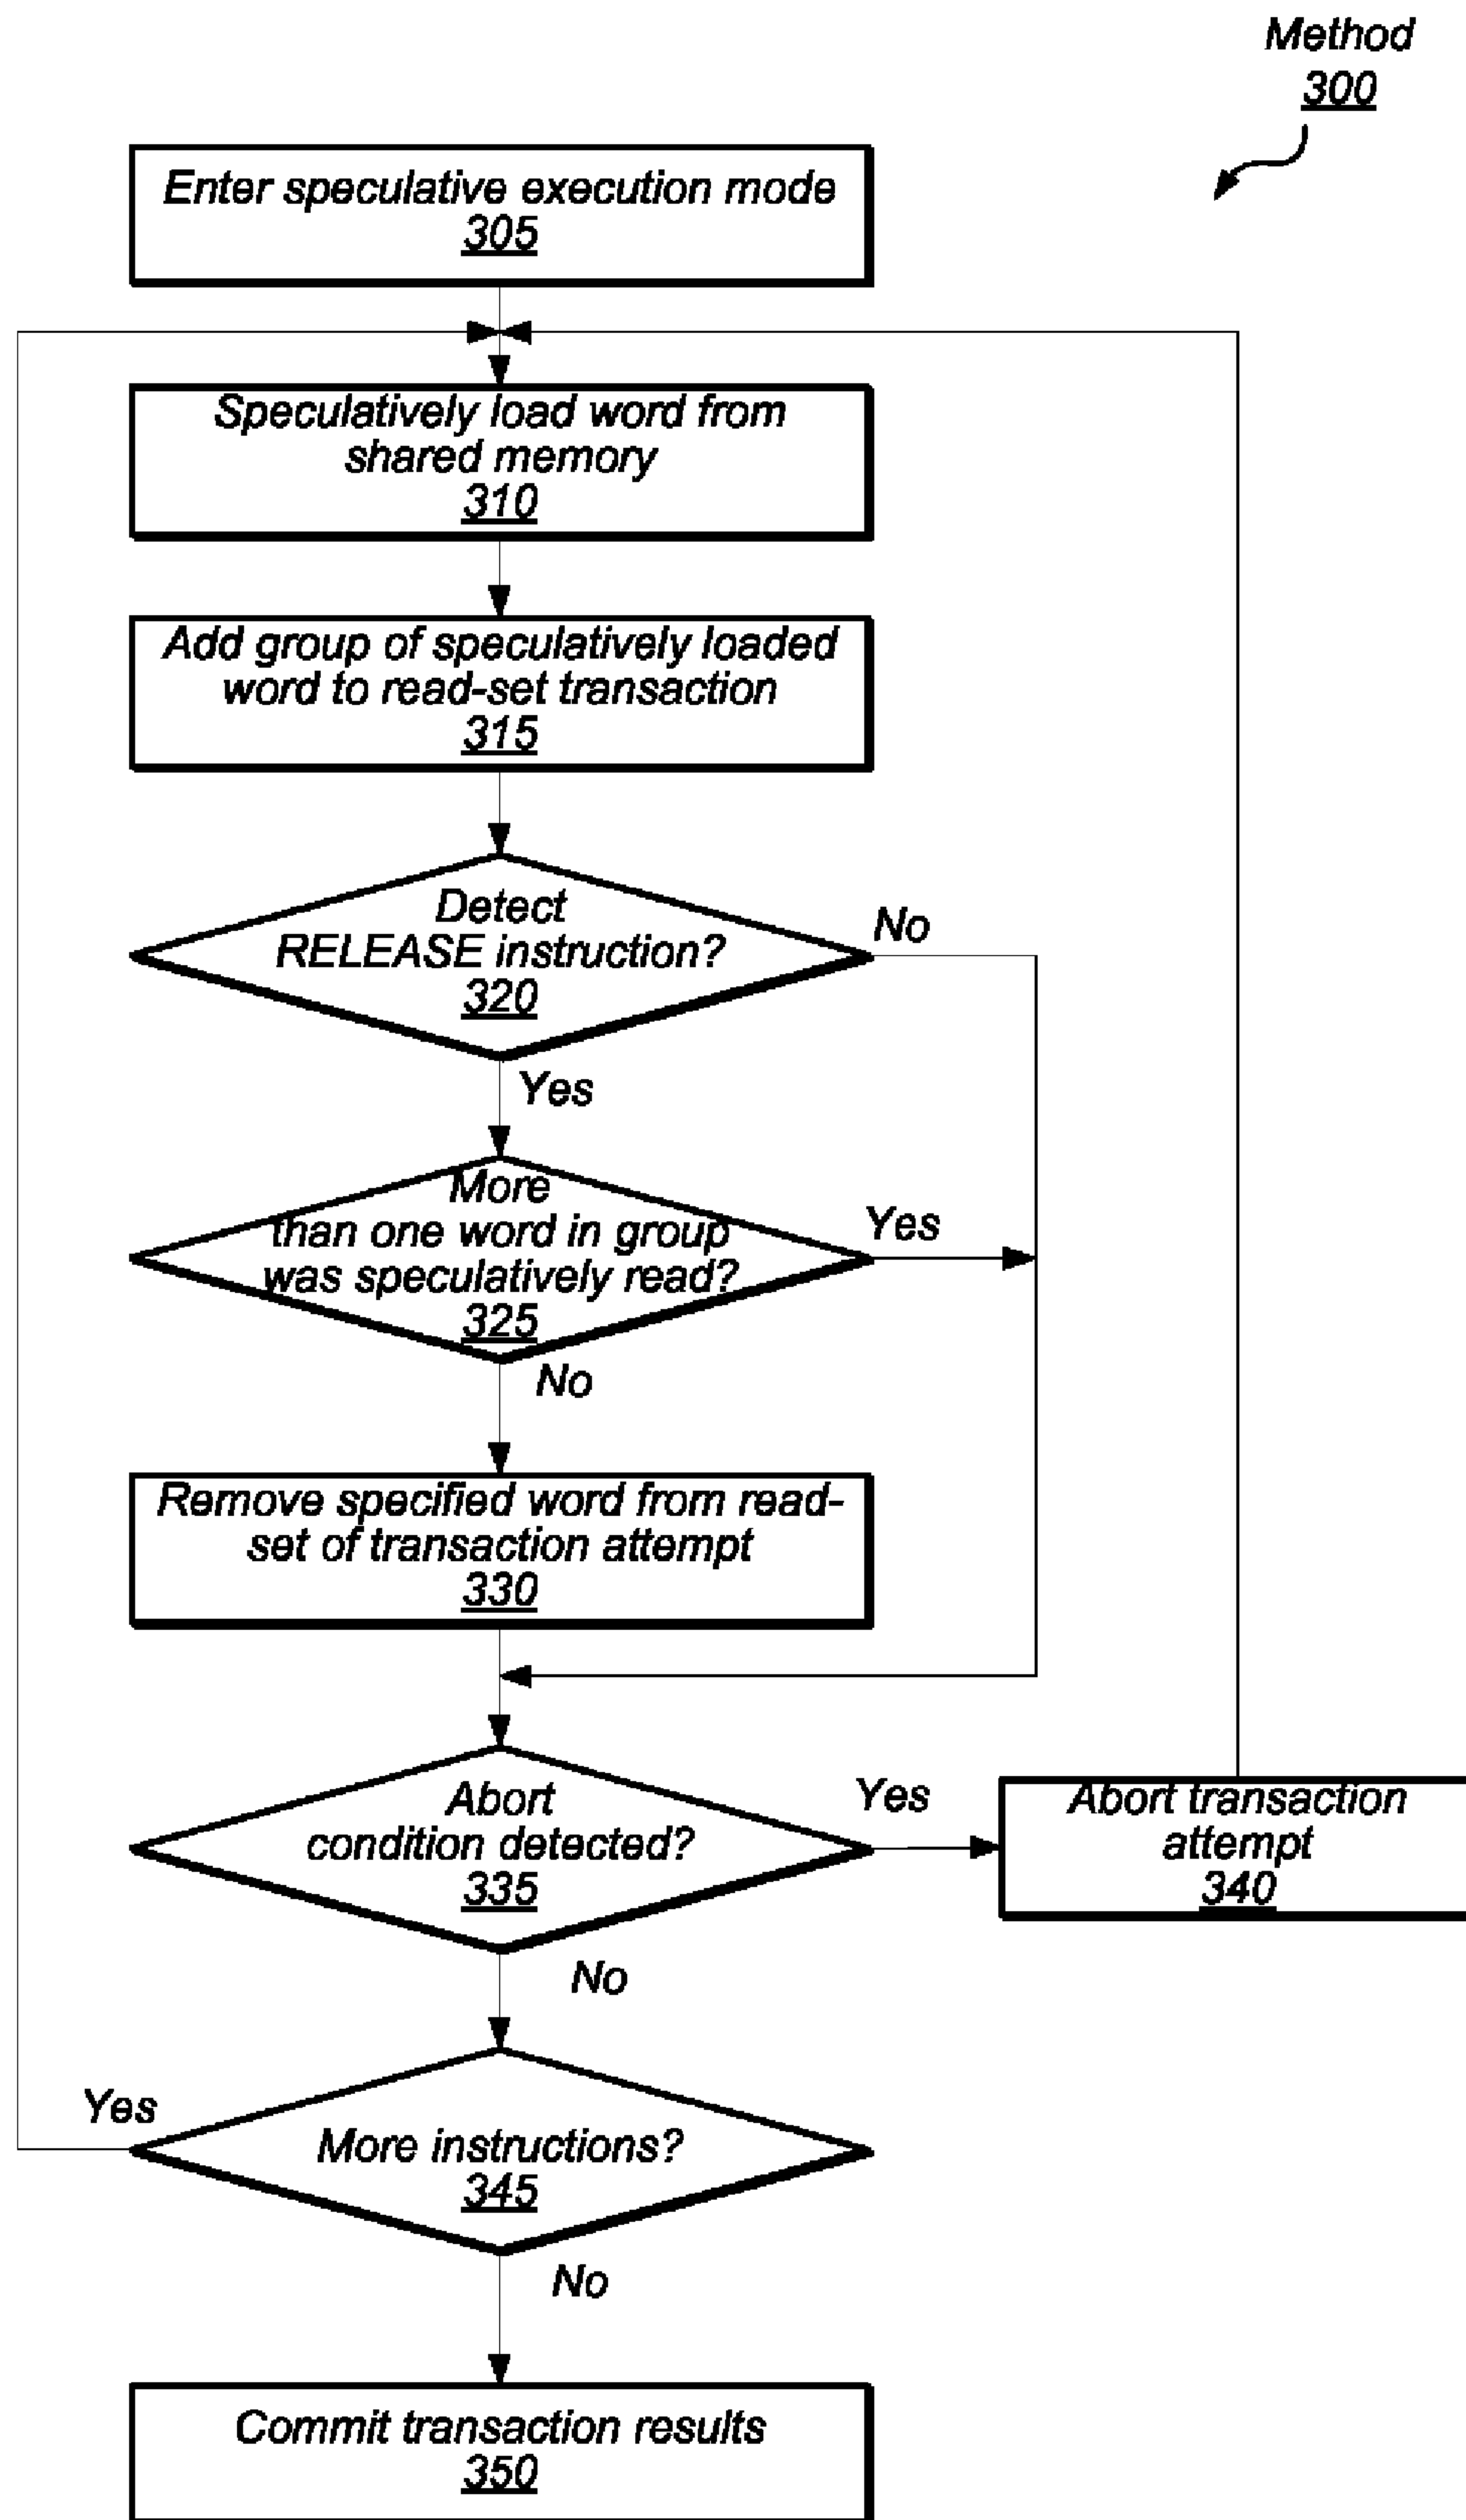 Method
300
Enter speculative execution mode
305
Speculatively load word from
shared memory
310
Add group of speculatively loaded
word to read-set transaction
315
Detect
RELEASE instruction?
320
No
Yes
More
than one word in group
was speculatively read?
325
Yes
No
Remove specified word from read-
set of transaction attempt
330
Abort
condition detected?
335
Yes
Abort transaction
attempt
340
No
Yes
More instructions?
345
No
Commit transaction results
350